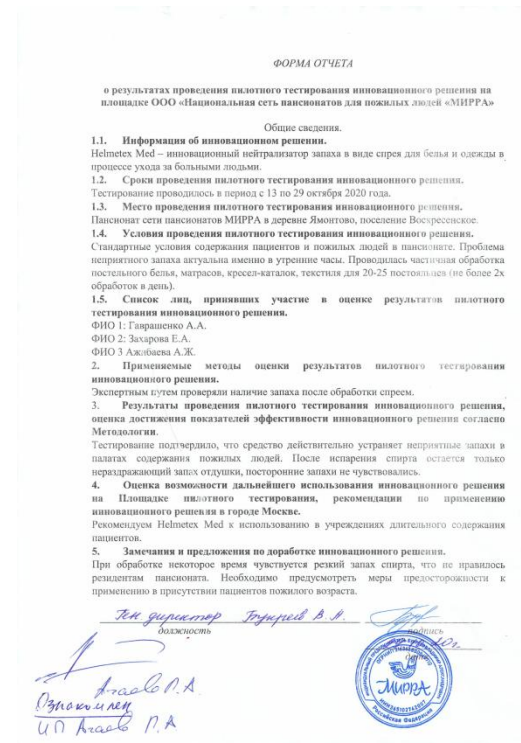 ФОРМА ОТЧЕТА
о результатах проведения пилотного тестирования инновационного решения на
площадке ООО «Национальная сеть пансионатов для пожилых людей «МИРРА»
Общие сведения.
1.1. Информация об инновационном решении.
Helmetex Med – инновационный нейтрализатор запаха в виде спрея для белья и одежды в
процессе ухода за больными людьми.
1.2. Сроки проведения пилотного тестирования инновационного решения.
Тестирование проводилось в период с 13 по 29 октября 2020 года.
1.3. Место проведения пилотного тестирования инновационного решения.
Пансионат сети пансионатов МИРРА в деревне Ямонтово, поселение Воскресенское.
1.4. Условия проведения пилотного тестирования инновационного решения.
Стандартные условия содержания пациентов и пожилых людей в пансионате. Проблема
неприятного запаха актуальна именно в утренние часы. Проводилась частичная обработка
постельного белья, матрасов, кресел-каталок, текстиля для 20-25 постояльцев (не более 2х
обработок в день).
1.5. Список лиц, принявших участие в оценке результатов пилотного
тестирования инновационного решения.
ФИО 1: Гаврашенко А.А.
ФИО 2: Захарова Е.А.
ФИО 3 Ажибаева А.Ж.
2. Применяемые методы оценки результатов пилотного тестирования
инновационного решения.
Экспертным путем проверяли наличие запаха после обработки спреем.
3. Результаты проведения пилотного тестирования инновационного решения,
оценка достижения показателей эффективности инновационного решения согласно
Методологии.
Тестирование подтвердило, что средство действительно устраняет неприятные запахи в
палатах содержания пожилых людей. После испарения спирта остается только
нераздражающий запах отдушки, посторонние запахи не чувствовались.
4. Оценка возможности дальнейшего использования инновационного решения
на Площадке пилотного тестирования, рекомендации по применению
инновационного решения в городе Москве.
Рекомендуем Helmetex Med к использованию в учреждениях длительного содержания
пациентов.
5. Замечания и предложения по доработке инновационного решения.
При обработке некоторое время чувствуется резкий запах спирта, что не нравилось
резидентам пансионата. Необходимо предусмотреть меры предосторожности к
применению в присутствии пациентов пожилого возраста.
Ген директор В. Н.
должность подпись
Агаев Р.А.
Ознакомлен
ИП Агаев Р.А
МИРРА
Российская Федерация